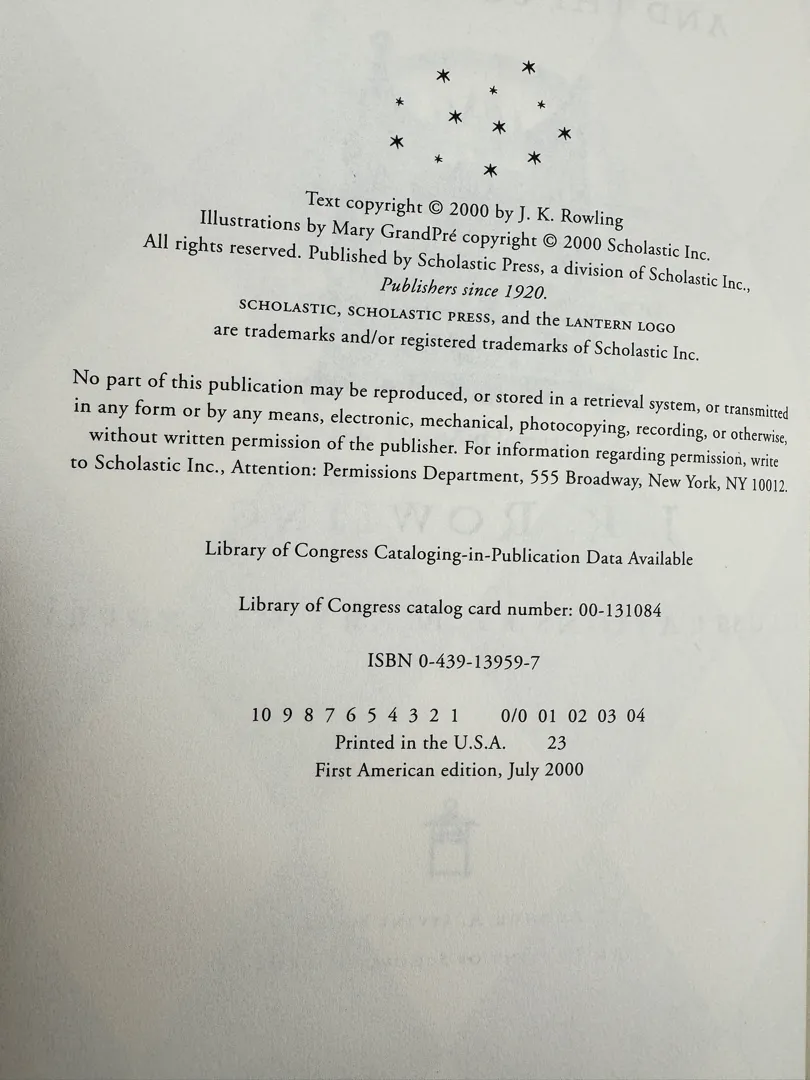 Text copyright © 2000 by J. K. Rowling
Illustrations by Mary GrandPré copyright © 2000 Scholastic Inc.
All rights reserved. Published by Scholastic Press, a division of Scholastic Inc.,
Publishers since 1920.
SCHOLASTIC, SCHOLASTIC PRESS, and the LANTERN LOGO
are trademarks and/or registered trademarks of Scholastic Inc.
No part of this publication may be reproduced, or stored in a retrieval system, or transmitted
in any form or by any means, electronic, mechanical, photocopying, recording, or otherwise,
without written permission of the publisher. For information regarding permission, write
to Scholastic Inc., Attention: Permissions Department, 555 Broadway, New York, NY 10012.
Library of Congress Cataloging-in-Publication Data Available
Library of Congress catalog card number: 00-131084
ISBN 0-439-13959-7
10 9 8 7 6 5 4 3 2 1 0/0 01 02 03 04
Printed in the U.S.A. 23
First American edition, July 2000